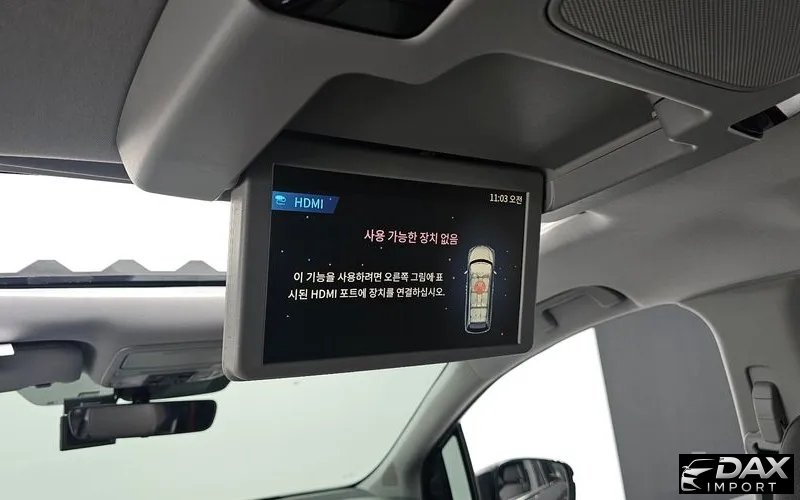 HDMI
11:03 오전
사용 가능한 장치 없음
이 기능을 사용하려면 오른쪽 그림에 표
시된 HDMI 포트에 장치를 연결하십시오.
DAX
IMPORT